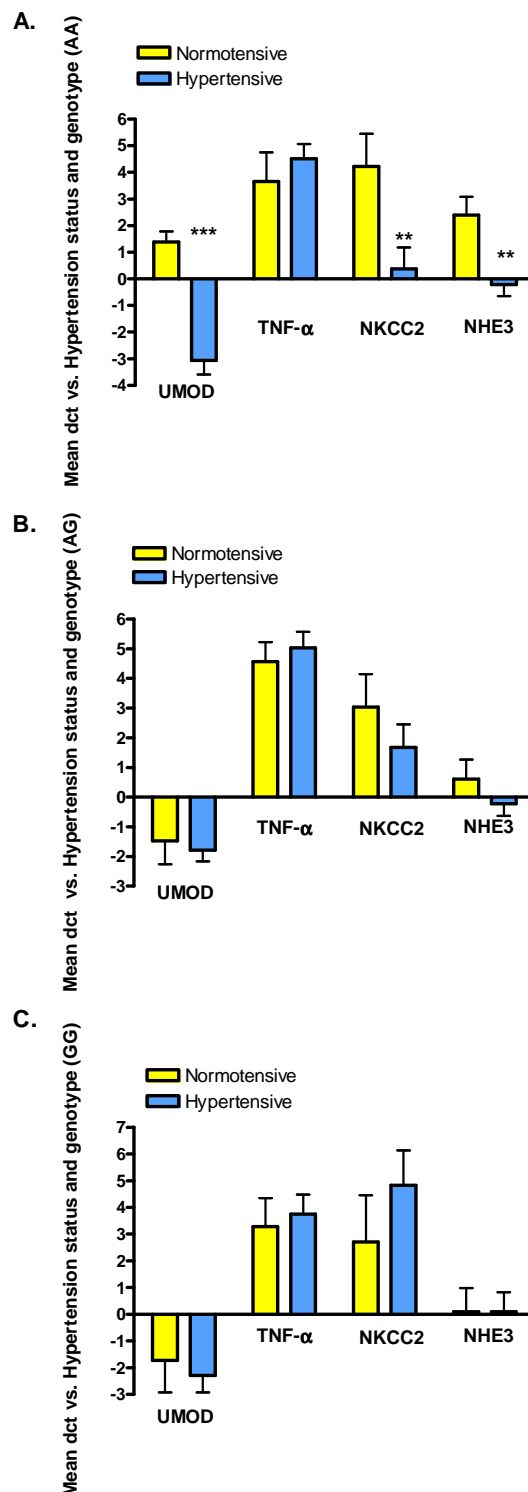 A.
Mean dct vs. Hypertension status and genotype (AA)
Normotensive
Hypertensive
6
5
4
3
2
1
0
-1
-2
-3
-4
***
**
**
TNF-α
NKCC2
NHE3
UMOD
B.
Mean dct vs. Hypertension status and genotype (AG)
Normotensive
Hypertensive
6
5
4
3
2
1
0
-1
-2
-3
TNF-α
NKCC2
NHE3
UMOD
C.
Mean dct vs. Hypertension status and genotype (GG)
Normotensive
Hypertensive
7
6
5
4
3
2
1
0
-1
-2
-3
TNF-α
NKCC2
NHE3
UMOD